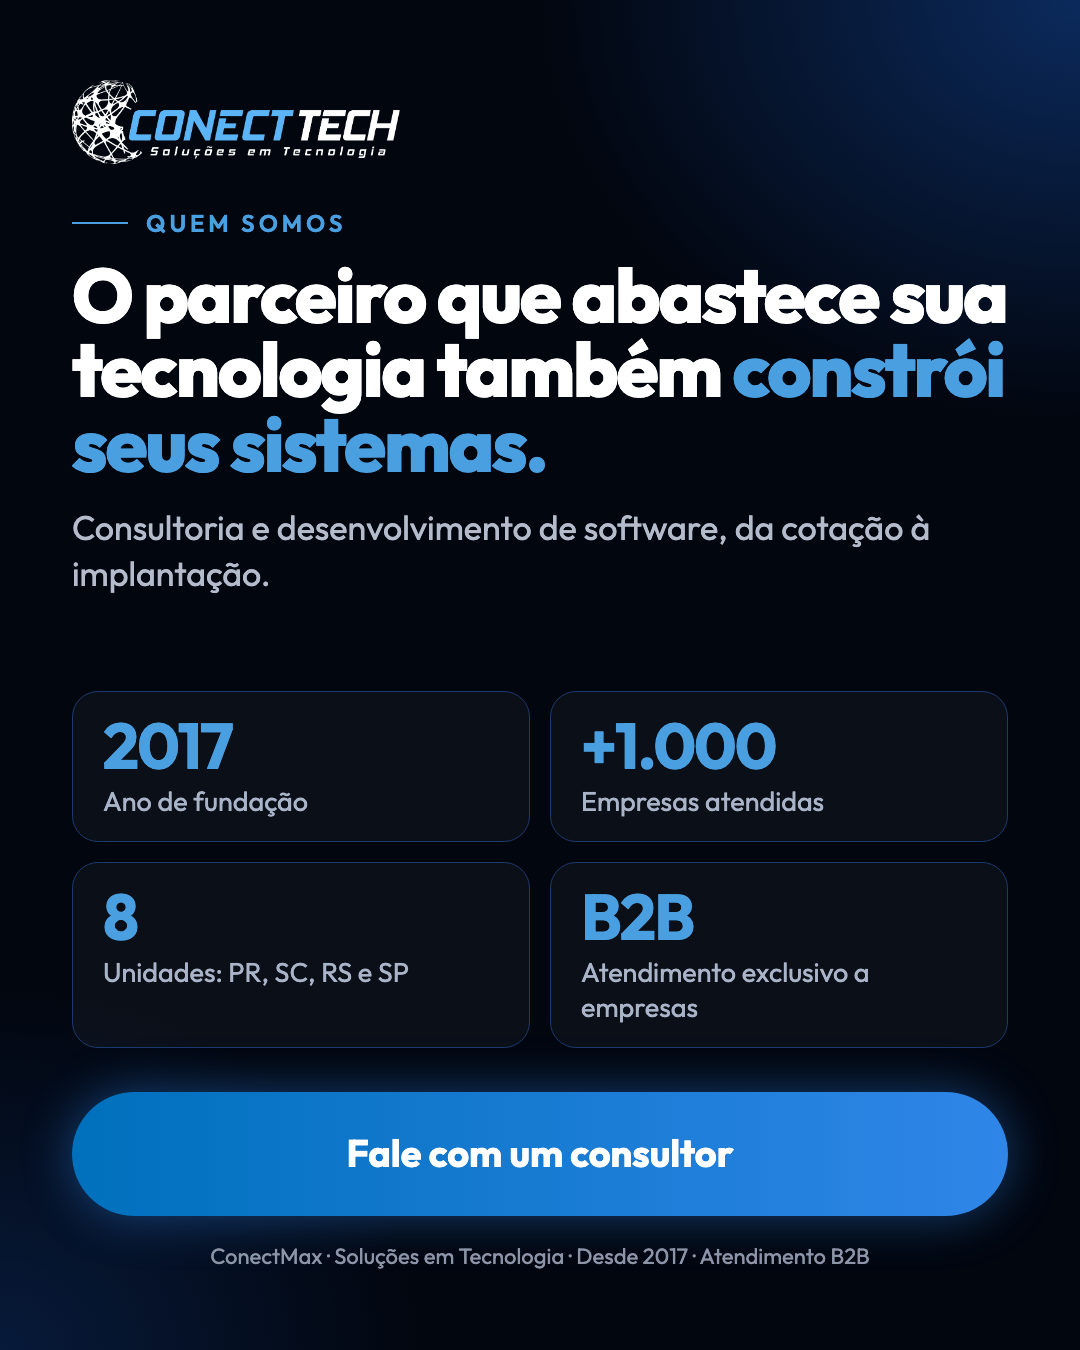 CONECTTECH
Soluções em Tecnologia
QUEM SOMOS
O parceiro que abastece sua
tecnologia também constrói
seus sistemas.
Consultoria e desenvolvimento de software, da cotação à
implantação.
2017
Ano de fundação
+1.000
Empresas atendidas
8
Unidades: PR, SC, RS e SP
B2B
Atendimento exclusivo a
empresas
Fale com um consultor
ConectMax · Soluções em Tecnologia · Desde 2017 · Atendimento B2B